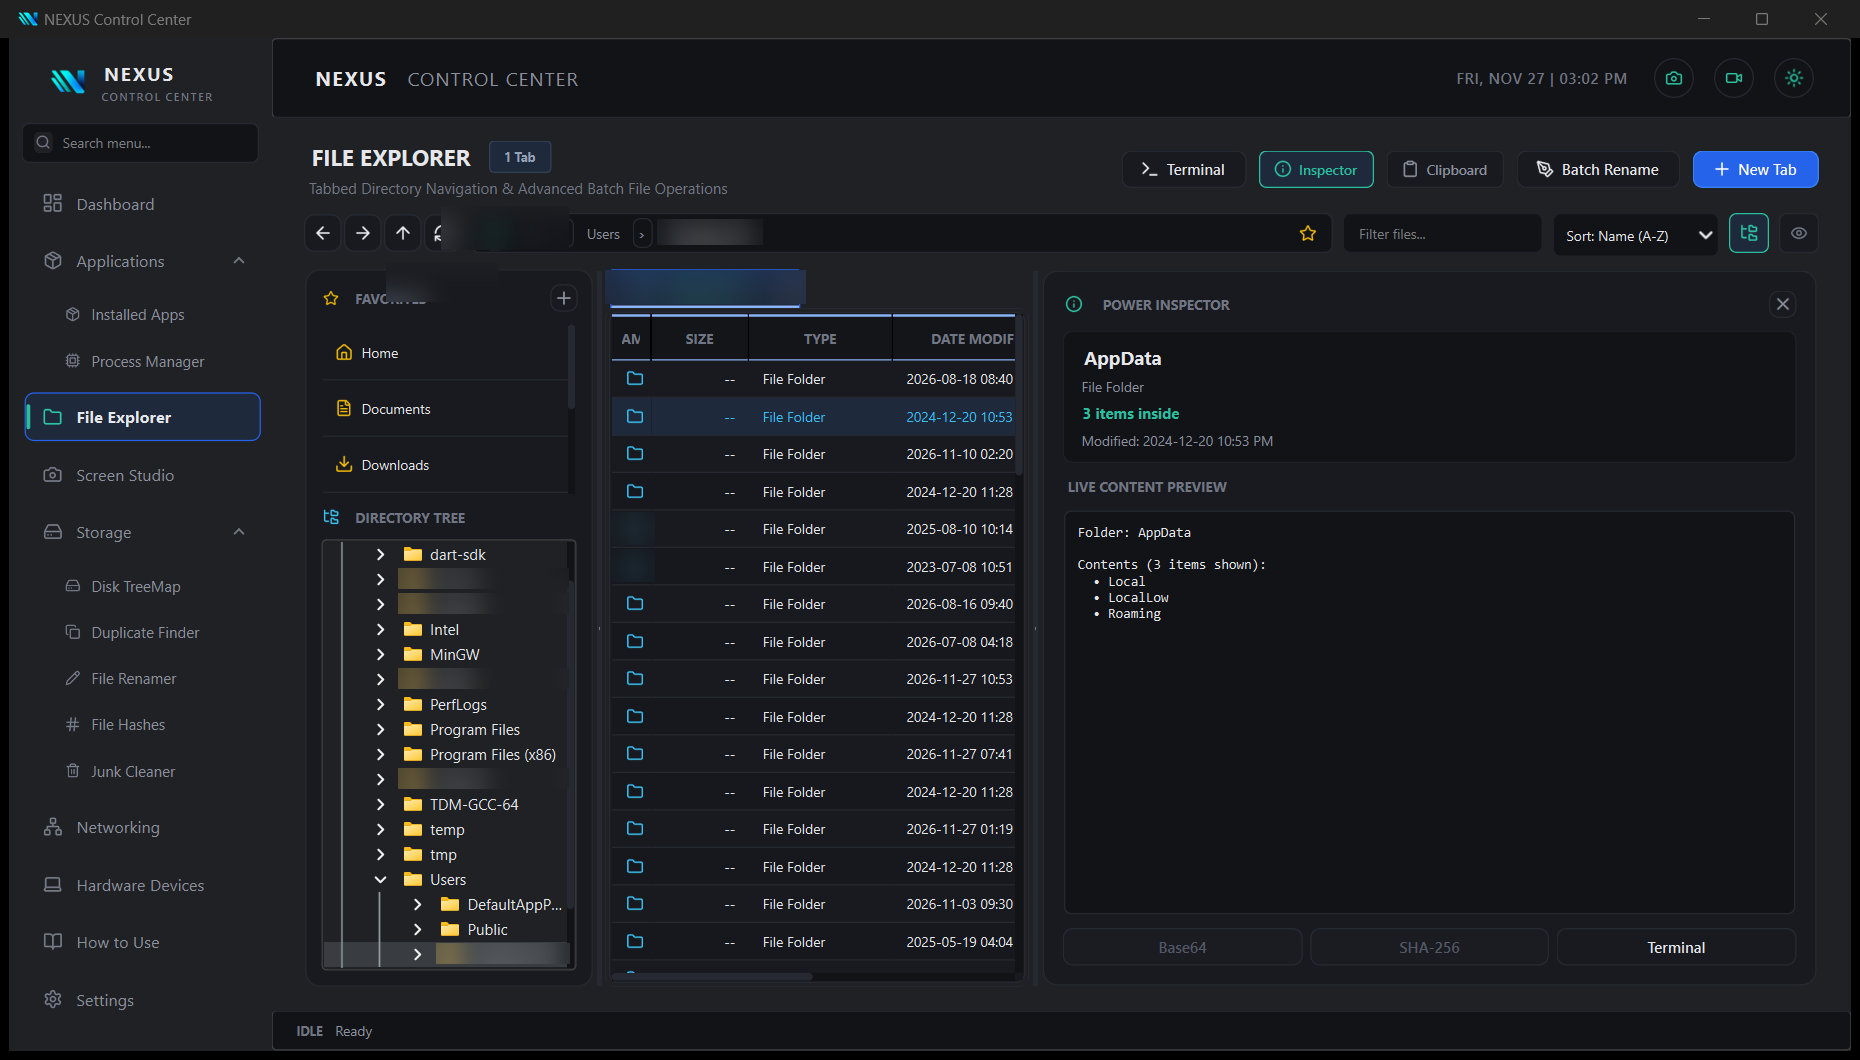 NEXUS Control Center
NEXUS
CONTROL CENTER
Search menu...
Dashboard
Applications
Installed Apps
Process Manager
File Explorer
Screen Studio
Storage
Disk TreeMap
Duplicate Finder
File Renamer
File Hashes
Junk Cleaner
Networking
Hardware Devices
How to Use
Settings
NEXUS CONTROL CENTER
FRI, NOV 27 | 03:02 PM
FILE EXPLORER
1 Tab
Tabbed Directory Navigation & Advanced Batch File Operations
Terminal
Inspector
Clipboard
Batch Rename
New Tab
Users
Filter files...
Sort: Name (A-Z)
FAVORITES
Home
Documents
Downloads
DIRECTORY TREE
dart-sdk
Intel
MinGW
PerfLogs
Program Files
Program Files (x86)
TDM-GCC-64
temp
tmp
Users
DefaultAppP...
Public
AM SIZE TYPE DATE MODIF
-- File Folder 2026-08-18 08:40
-- File Folder 2024-12-20 10:53
-- File Folder 2026-11-10 02:20
-- File Folder 2024-12-20 11:28
-- File Folder 2025-08-10 10:14
-- File Folder 2023-07-08 10:51
-- File Folder 2026-08-16 09:40
-- File Folder 2026-07-08 04:18
-- File Folder 2026-11-27 10:53
-- File Folder 2024-12-20 11:28
-- File Folder 2026-11-27 07:41
-- File Folder 2024-12-20 11:28
-- File Folder 2026-11-27 01:19
-- File Folder 2024-12-20 11:28
-- File Folder 2026-11-03 09:30
-- File Folder 2025-05-19 04:04
POWER INSPECTOR
AppData
File Folder
3 items inside
Modified: 2024-12-20 10:53 PM
LIVE CONTENT PREVIEW
Folder: AppData
Contents (3 items shown):
• Local
• LocalLow
• Roaming
Base64
SHA-256
Terminal
IDLE Ready